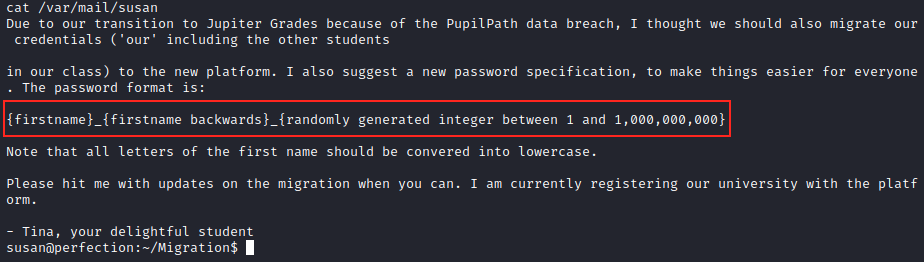 cat /var/mail/susan
Due to our transition to Jupiter Grades because of the PupilPath data breach, I thought we should also migrate our
 credentials ('our' including the other students
in our class) to the new platform. I also suggest a new password specification, to make things easier for everyone
. The password format is:
{firstname}_{firstname backwards}_{randomly generated integer between 1 and 1,000,000,000}
Note that all letters of the first name should be convered into lowercase.
Please hit me with updates on the migration when you can. I am currently registering our university with the platf
orm.
- Tina, your delightful student
susan@perfection:~/Migration$